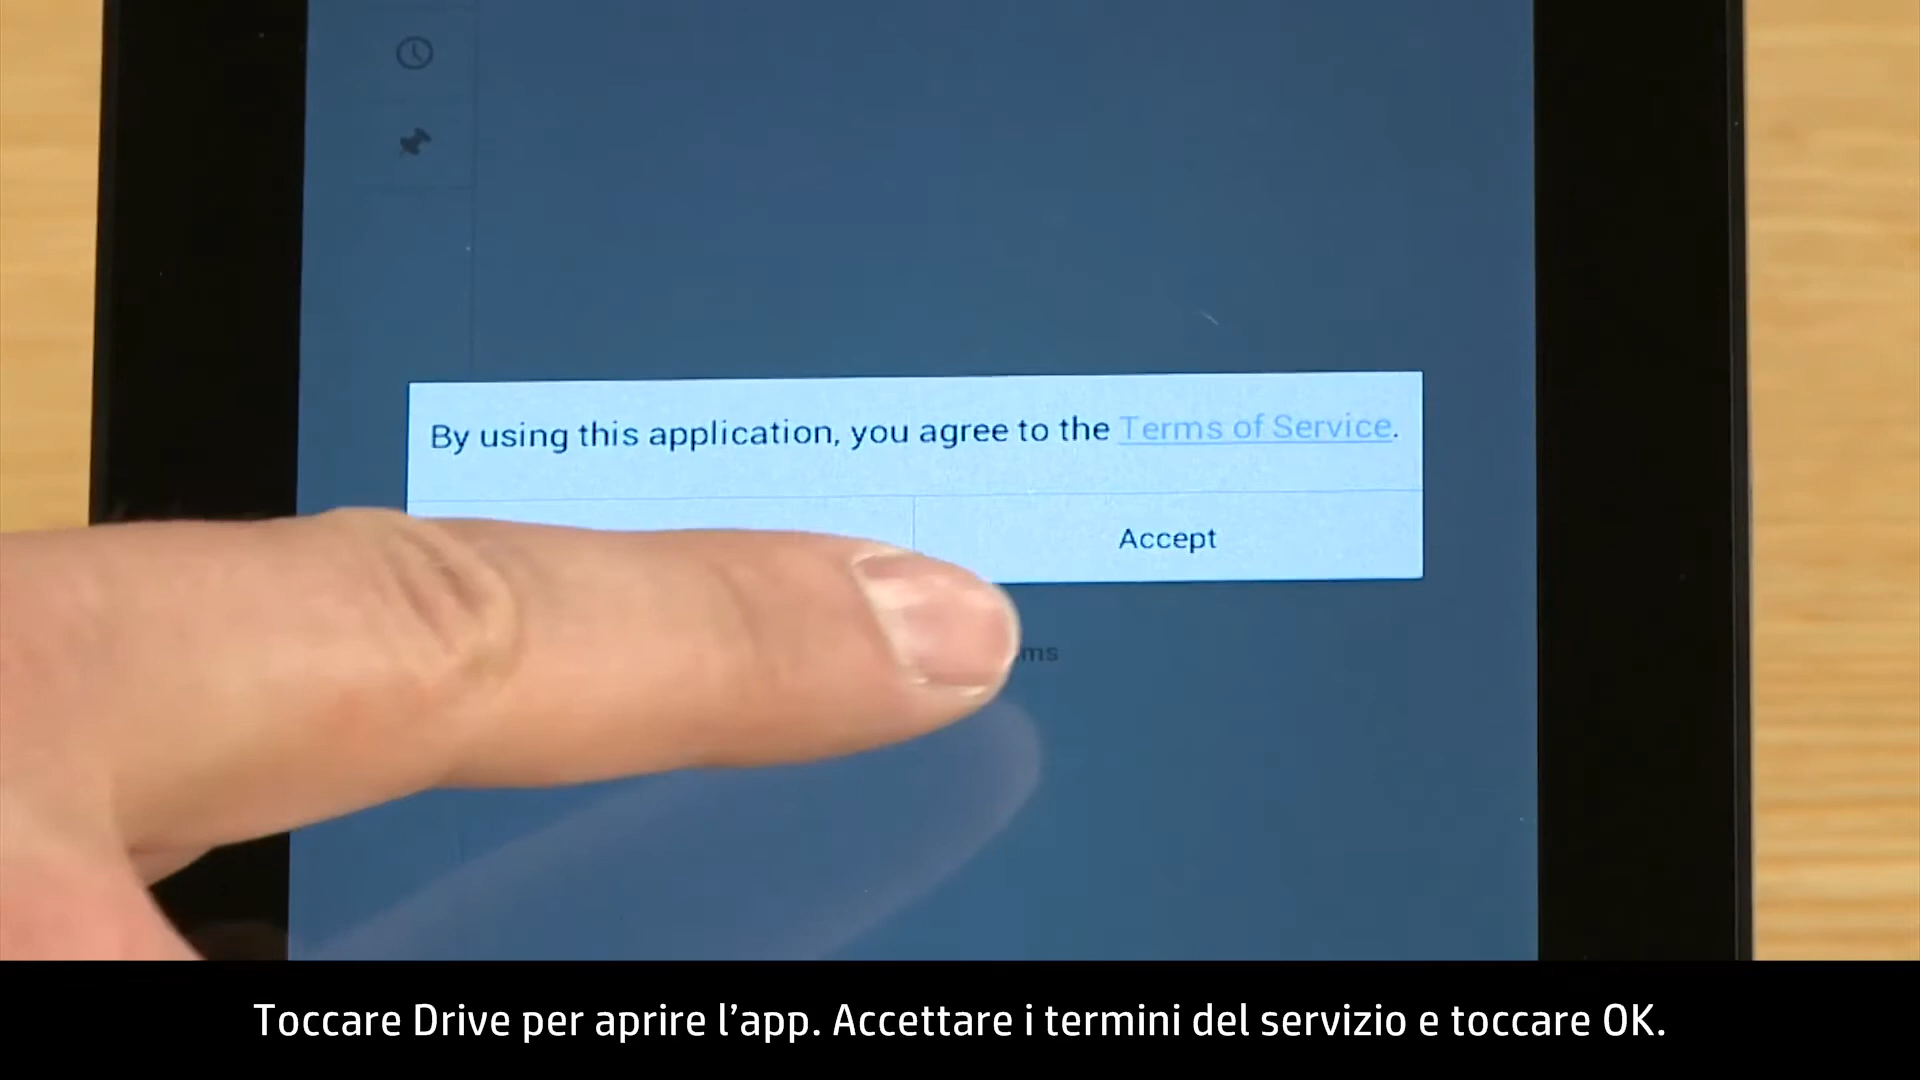 By using this application, you agree to the Terms of Service.
Accept
Toccare Drive per aprire l’app. Accettare i termini del servizio e toccare OK.